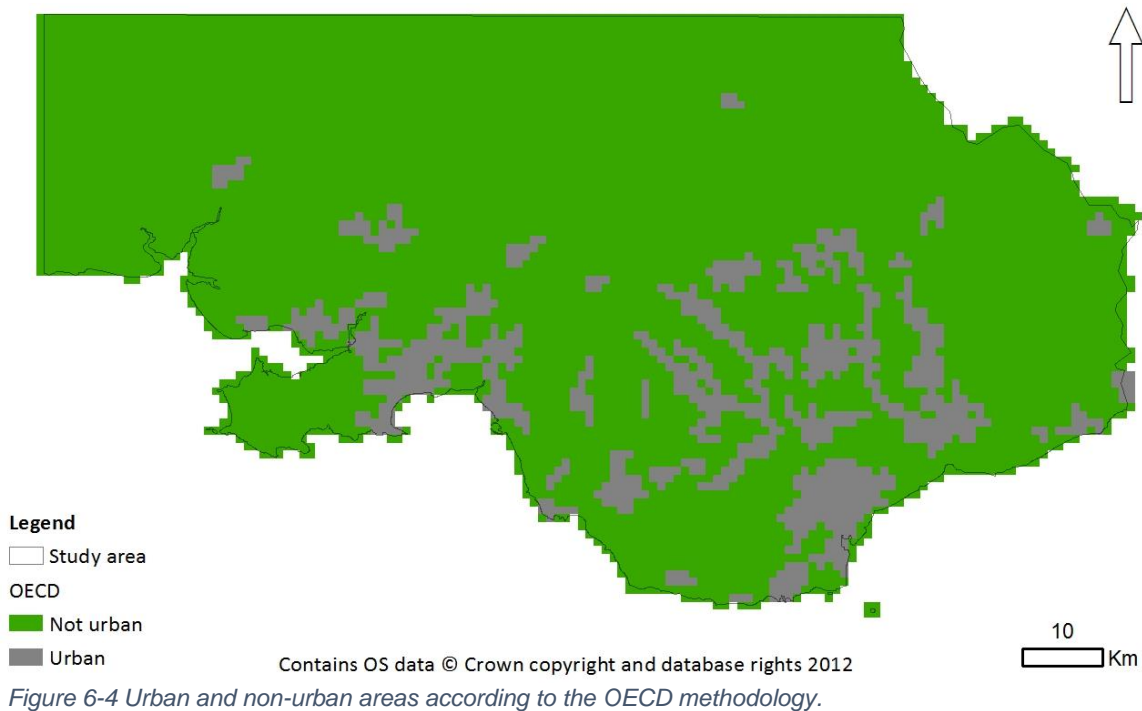 Legend
Study area
OECD
Not urban
Urban
Contains OS data © Crown copyright and database rights 2012
10
Km
Figure 6-4 Urban and non-urban areas according to the OECD methodology.